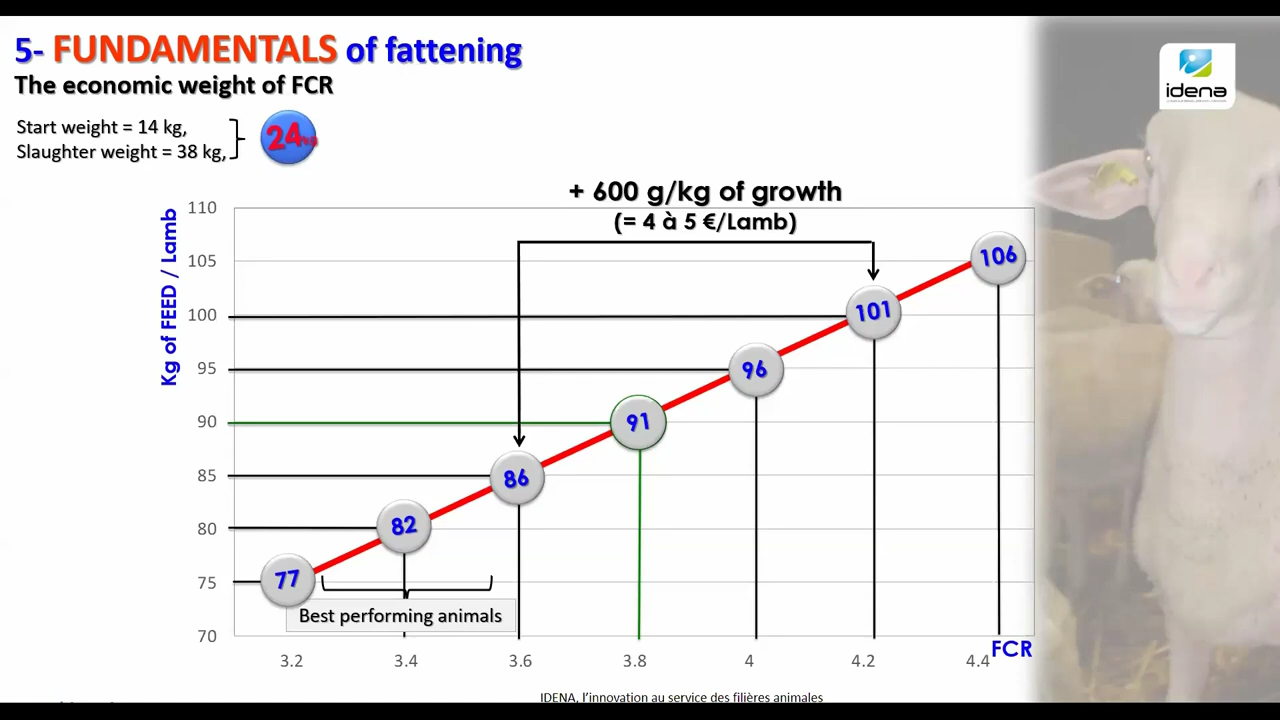 5- FUNDAMENTALS of fattening
The economic weight of FCR
idena
Start weight = 14 kg,
Slaughter weight = 38 kg,
24kg
+ 600 g/kg of growth
(= 4 à 5 €/Lamb)
Kg of FEED / Lamb
110
105
100
95
90
85
80
75
70
106
101
96
91
86
82
77
Best performing animals
3.2 3.4 3.6 3.8 4 4.2 4.4
FCR
IDENA, l'innovation au service des filières animales